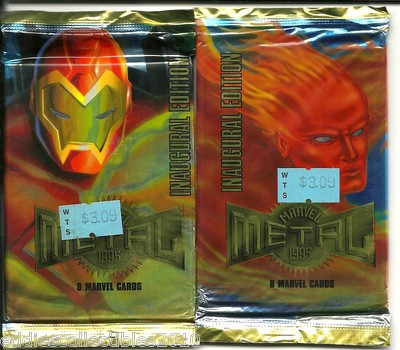 INAUGURAL EDITION
WTS
$3.09
METAL
1995
8 MARVEL CARDS
INAUGURAL EDITION
WTS
$3.09
MARVEL
METAL
1995
8 MARVEL CARDS